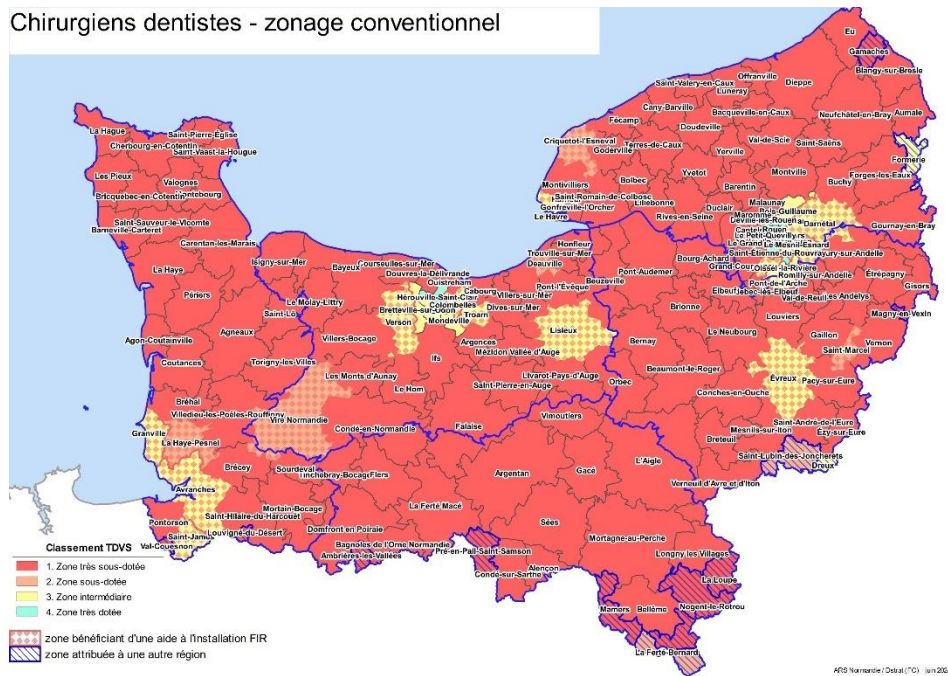 Chirurgiens dentistes - zonage conventionnel
Eu
Gamaches
Blangy-sur-Bresle
Offranville
Dieppe
Saint-Valery-en-Caux
Luneray
Cany-Barville
Bacqueville-en-Caux
Neufchâtel-en-Bray
Aumale
Fécamp
Doudeville
Val-de-Scie
Saint-Saëns
Criquetot-l'Esneval
Goderville
Terres-de-Caux
Yerville
Formerie
Yvetot
Montville
Forges-les-Eaux
Buchy
Montivilliers
Bolbec
Barentin
Saint-Romain-de-Colbosc
Gonfreville-l'Orcher
Lillebonne
Duclair
Malaunay
Maromme
Darnétal
Le Havre
Rives-en-Seine
Gournay-en-Bray
Rouen
Le Petit-Quevilly
Le Mesnil-Esnard
Bourg-Achard
Romilly-sur-Andelle
Pont-de-l'Arche
Étrépagny
Gisors
Elbeuf
Val-de-Reuil
Les Andelys
Magny-en-Vexin
La Hague
Saint-Pierre-Église
Cherbourg-en-Cotentin
Saint-Vaast-la-Hougue
Les Pieux
Valognes
Bricquebec-en-Cotentin
Montebourg
Saint-Sauveur-le-Vicomte
Barneville-Carteret
Carentan-les-Marais
Isigny-sur-Mer
La Haye
Périers
Le Molay-Littry
Saint-Lô
Agon-Coutainville
Agneaux
Coutances
Torigny-les-Villes
Bréhal
Villedieu-les-Poêles-Rouffigny
Granville
La Haye-Pesnel
Brécey
Sourdeval
Avranches
Mortain-Bocage
Saint-Hilaire-du-Harcouët
Pontorson
Saint-James
Louvigné-du-Désert
Val-Couesnon
Honfleur
Trouville-sur-Mer
Deauville
Courseulles-sur-Mer
Bayeux
Douvres-la-Délivrande
Ouistreham
Cabourg
Villers-sur-Mer
Pont-l'Évêque
Beuzeville
Pont-Audemer
Hérouville-Saint-Clair
Colombelles
Bretteville-sur-Odon
Dives-sur-Mer
Verson
Mondeville
Troarn
Lisieux
Argences
Villers-Bocage
Ifs
Mézidon Vallée d'Auge
Les Monts d'Aunay
Livarot-Pays-d'Auge
Orbec
Le Hom
Saint-Pierre-en-Auge
Vire Normandie
Condé-en-Normandie
Falaise
Vimoutiers
Brionne
Louviers
Le Neubourg
Gaillon
Bernay
Vernon
Saint-Marcel
Beaumont-le-Roger
Évreux
Pacy-sur-Eure
Conches-en-Ouche
Saint-André-de-l'Eure
Mesnils-sur-Iton
Ézy-sur-Eure
Breteuil
Saint-Lubin-des-Joncherets
Dreux
Verneuil d'Avre et d'Iton
Tinchebray-Bocage
Flers
Argentan
Gacé
L'Aigle
La Ferté Macé
Sées
Domfront en Poiraie
Mortagne-au-Perche
Bagnoles de l'Orne Normandie
Ambrières-les-Vallées
Pré-en-Pail-Saint-Samson
Longny les Villages
Alençon
Condé-sur-Sarthe
La Loupe
Mamers
Bellême
Nogent-le-Rotrou
La Ferté-Bernard
Classement TDVS
1. Zone très sous-dotée
2. Zone sous-dotée
3. Zone intermédiaire
4. Zone très dotée
zone bénéficiant d'une aide à l'installation FIR
zone attribuée à une autre région